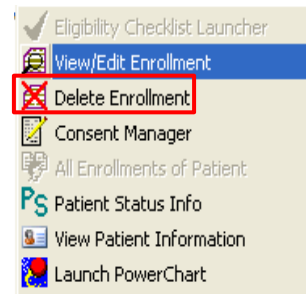 Eligibility Checklist Launcher
View/Edit Enrollment
Delete Enrollment
Consent Manager
All Enrollments of Patient
PS Patient Status Info
View Patient Information
Launch PowerChart